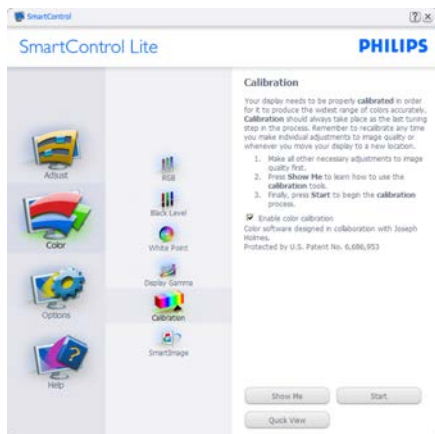 SmartControl
SmartControl Lite
PHILIPS
Adjust
Color
Options
Help
RGB
Black Level
White Point
Display Gamma
Calibration
SmartImage
Calibration
Your display needs to be properly calibrated in order
for it to produce the widest range of colors accurately.
Calibration should always take place as the last tuning
step in the process. Remember to recalibrate any time
you make individual adjustments to image quality or
whenever you move your display to a new location.
1. Make all other necessary adjustments to image
quality first.
2. Press Show Me to learn how to use the
calibration tools.
3. Finally, press Start to begin the calibration
process.
Enable color calibration
Color software designed in collaboration with Joseph
Holmes.
Protected by U.S. Patent No. 6,686,953
Show Me
Start
Quick View